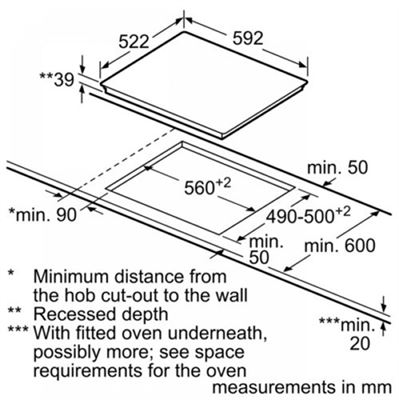 522
592
**39
min. 50
560+2
*min. 90
490-500+2
min. 50
min. 600
* Minimum distance from
the hob cut-out to the wall
** Recessed depth
*** With fitted oven underneath,
possibly more; see space
requirements for the oven
***min.
20
measurements in mm